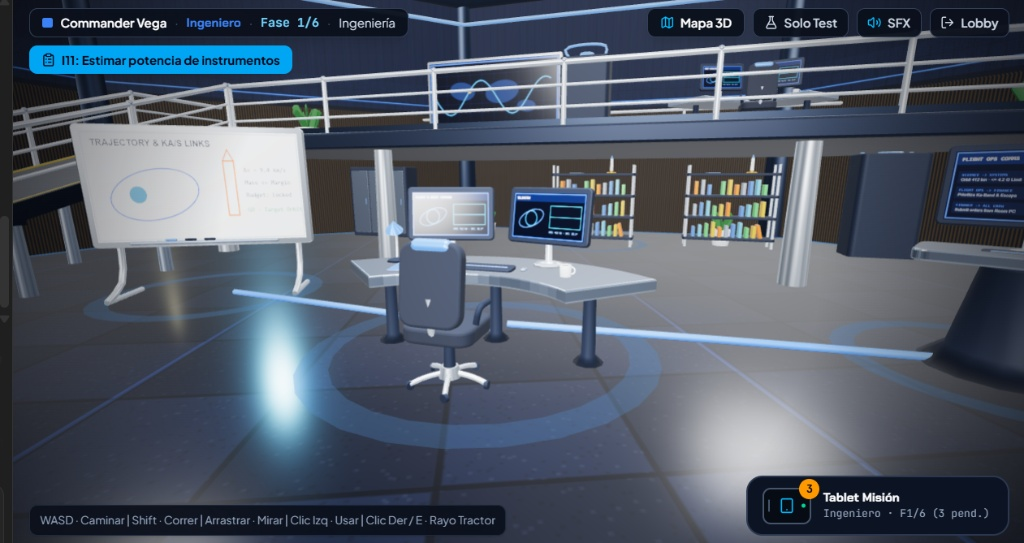 Commander Vega · Ingeniero · Fase 1/6 · Ingeniería
Mapa 3D
Solo Test
SFX
Lobby
I11: Estimar potencia de instrumentos
TRAJECTORY & KA/S LINKS
FLIGHT OPS COMMS
WASD · Caminar | Shift · Correr | Arrastrar · Mirar | Clic Izq · Usar | Clic Der / E · Rayo Tractor
3
Tablet Misión
Ingeniero · F1/6 (3 pend.)